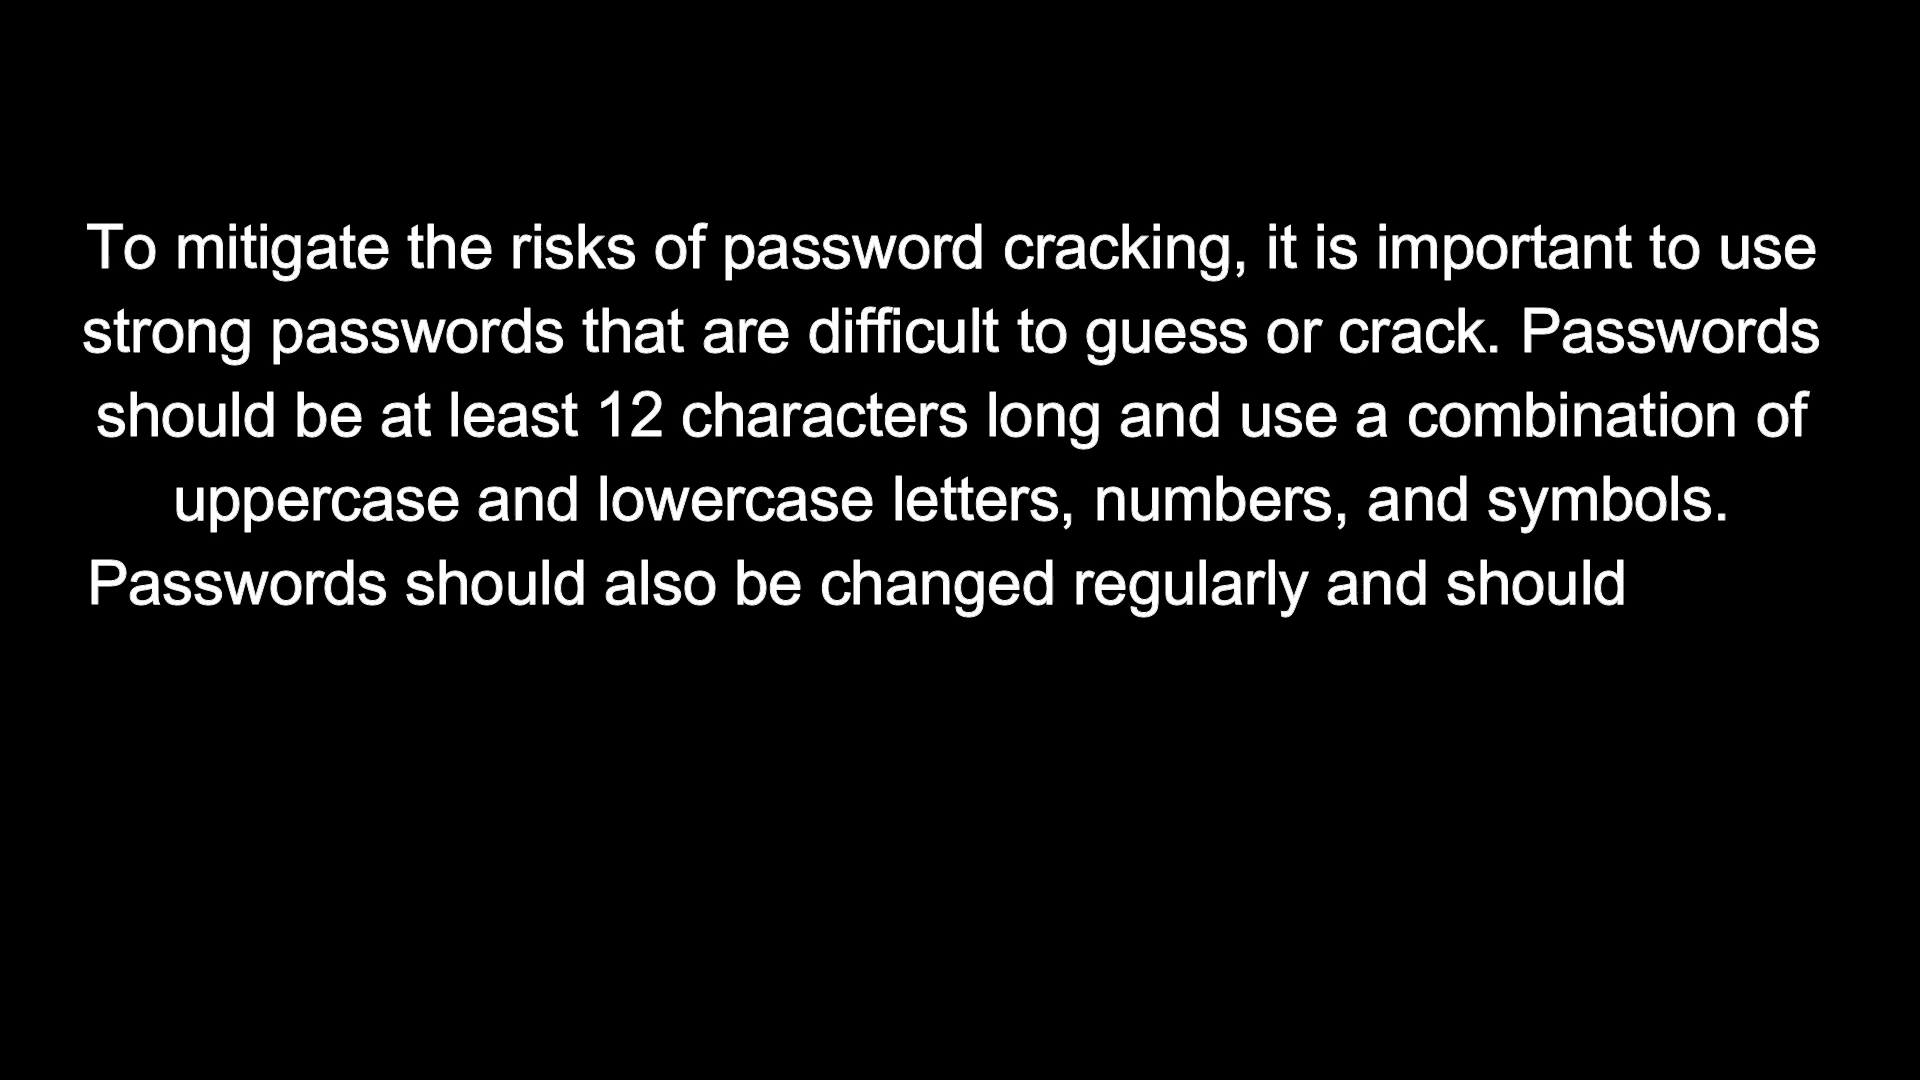 To mitigate the risks of password cracking, it is important to use
strong passwords that are difficult to guess or crack. Passwords
should be at least 12 characters long and use a combination of
uppercase and lowercase letters, numbers, and symbols.
Passwords should also be changed regularly and should